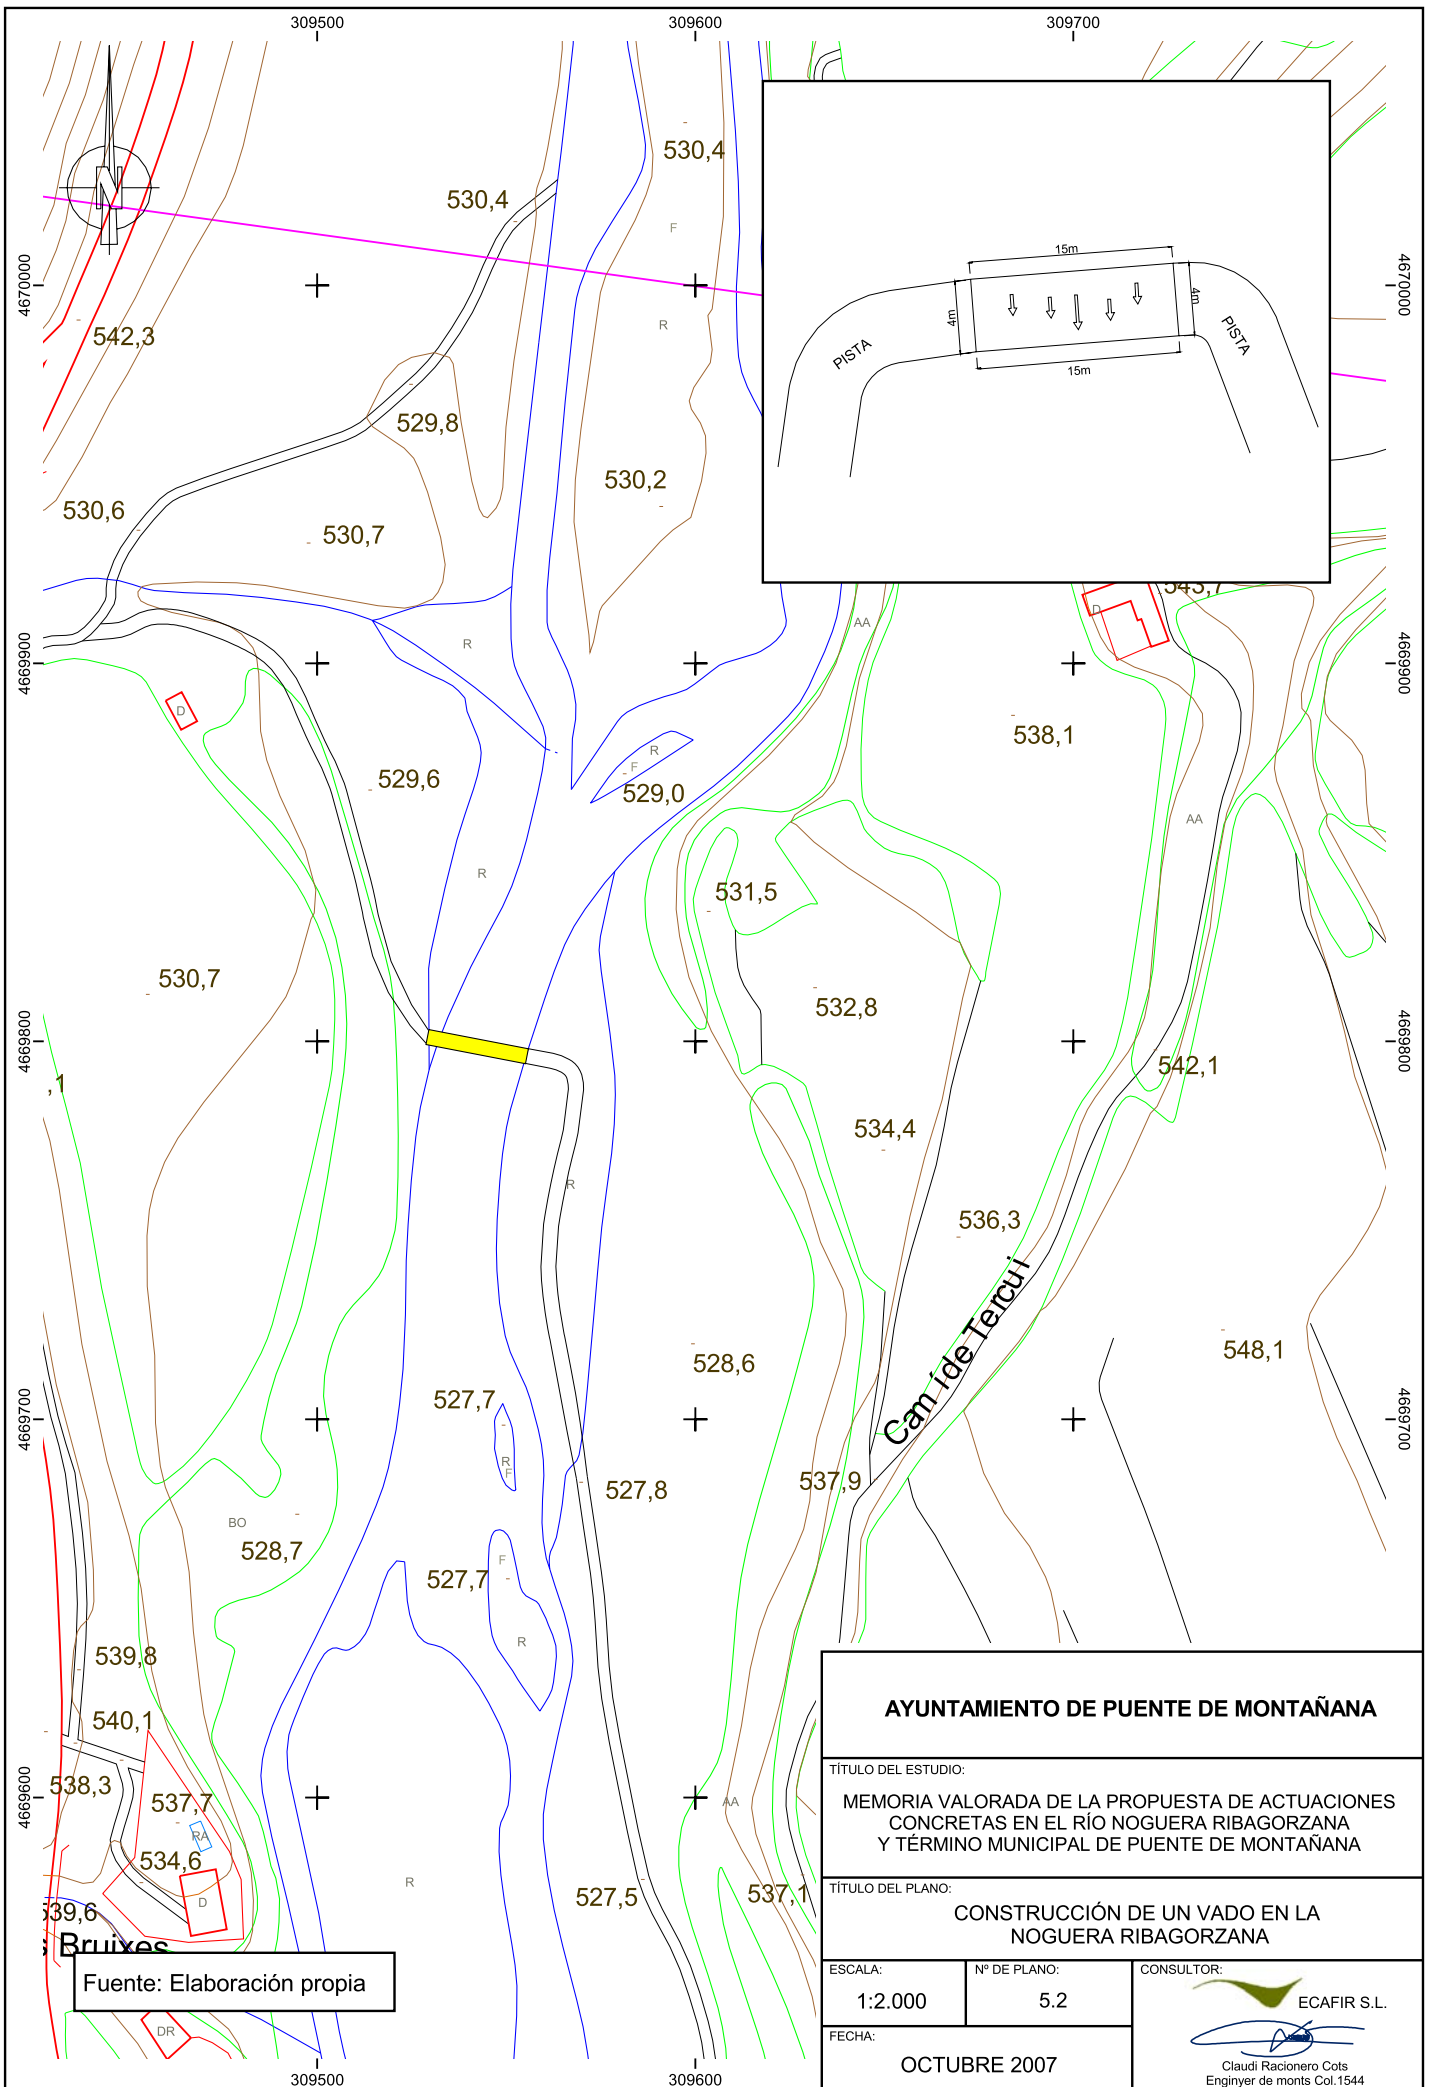 309500
309600
309700
530,4
530,4
F
4670000
4670000
15m
R
542,3
4m
4m
PISTA
PISTA
15m
529,8
530,2
530,6
530,7
543,7
D
AA
R
4669900
4669900
D
538,1
R
F
529,6
529,0
AA
R
531,5
530,7
532,8
4669800
4669800
542,1
,1
534,4
R
536,3
Camí de Tercui
548,1
528,6
527,7
4669700
4669700
R
F
537,9
527,8
BO
528,7
F
527,7
R
539,8
540,1
538,3
537,7
4669600
AA
RA
534,6
R
D
527,5
537,1
539,6
s Bruixes
Fuente: Elaboración propia
DR
309500
309600
AYUNTAMIENTO DE PUENTE DE MONTAÑANA
TÍTULO DEL ESTUDIO:
MEMORIA VALORADA DE LA PROPUESTA DE ACTUACIONES
CONCRETAS EN EL RÍO NOGUERA RIBAGORZANA
Y TÉRMINO MUNICIPAL DE PUENTE DE MONTAÑANA
TÍTULO DEL PLANO:
CONSTRUCCIÓN DE UN VADO EN LA
NOGUERA RIBAGORZANA
ESCALA:
1:2.000
Nº DE PLANO:
5.2
CONSULTOR:
ECAFIR S.L.
FECHA:
OCTUBRE 2007
Claudi Racionero Cots
Enginyer de monts Col.1544